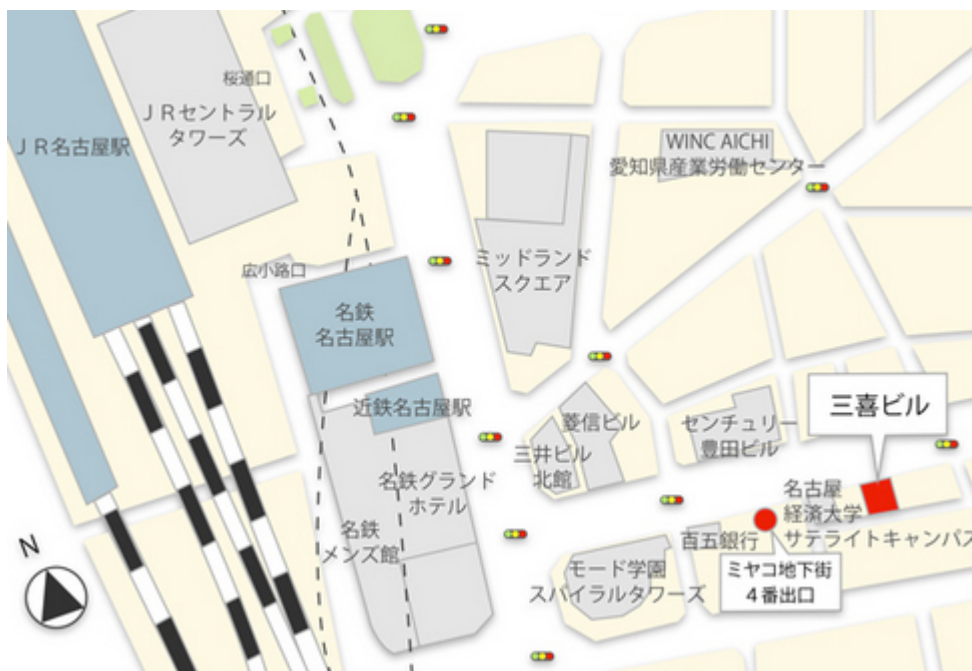 桜通口
JRセントラル
タワーズ
JR名古屋駅
WINC AICHI
愛知県産業労働センター
ミッドランド
スクエア
広小路口
名鉄
名古屋駅
近鉄名古屋駅
三喜ビル
菱信ビル
センチュリー
豊田ビル
三井ビル
北館
名鉄グランド
ホテル
名古屋
経済大学
サテライトキャンパス
名鉄
メンズ館
百五銀行
モード学園
スパイラルタワーズ
ミヤコ地下街
4番出口
N